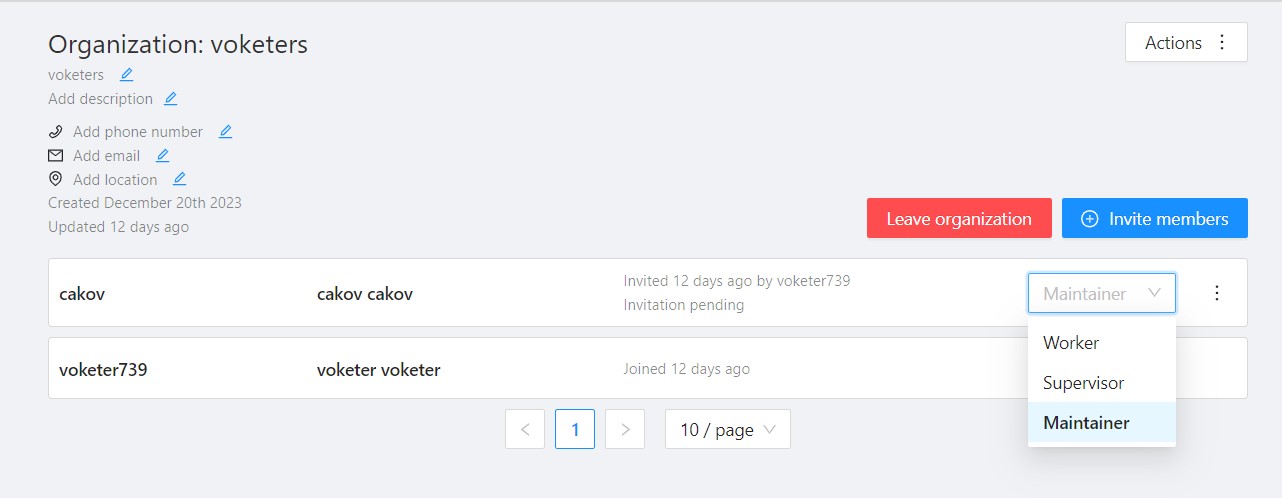 Organization: voketers
Actions
voketers
Add description
Add phone number
Add email
Add location
Created December 20th 2023
Updated 12 days ago
Leave organization
Invite members
cakov
cakov cakov
Invited 12 days ago by voketer739
Invitation pending
Maintainer
Worker
Supervisor
Maintainer
voketer739
voketer voketer
Joined 12 days ago
1
10 / page